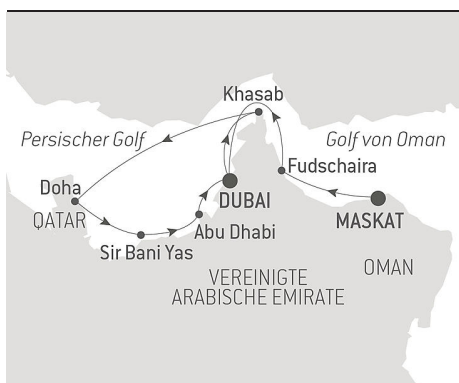 Khasab
Persischer Golf
Golf von Oman
Fudschaira
Doha
DUBAI
QATAR
MASKAT
Abu Dhabi
Sir Bani Yas
OMAN
VEREINIGTE
ARABISCHE EMIRATE